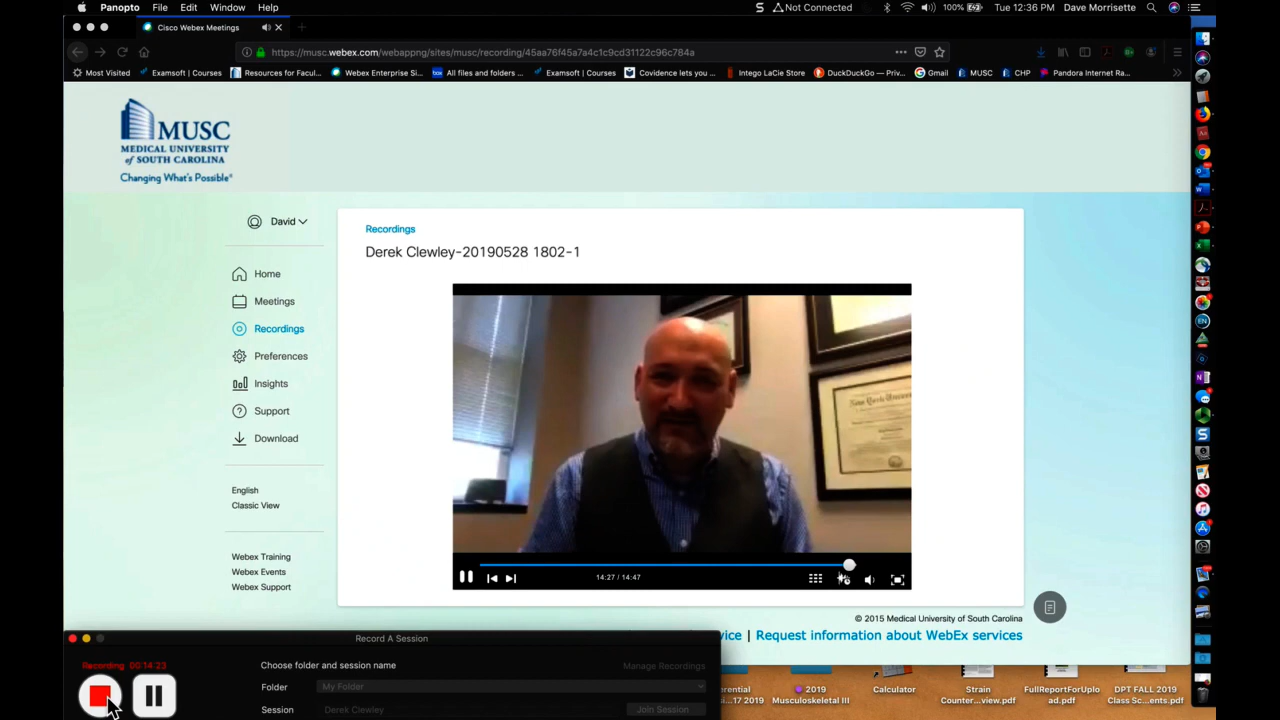 Panopto File Edit Window Help
Not Connected 100% Tue 12:36 PM Dave Morrisette
Cisco Webex Meetings
https://musc.webex.com/webappng/sites/musc/recording/45aa76f45a7a4c1c9cd31122c96c784a
Most Visited Examsoft | Courses Resources for Facul... Webex Enterprise Si... All files and folders ... Examsoft | Courses Covidence lets you ... Intego LaCie Store DuckDuckGo — Priv... Gmail MUSC CHP Pandora Internet Ra...
MUSC
MEDICAL UNIVERSITY
of SOUTH CAROLINA
Changing What's Possible
David
Home
Meetings
Recordings
Preferences
Insights
Support
Download
English
Classic View
Webex Training
Webex Events
Webex Support
Recordings
Derek Clewley-20190528 1802-1
New York University
14:27 / 14:47
© 2015 Medical University of South Carolina
| Request information about WebEx services
Record A Session
Recording 00:14:23
Choose folder and session name
Manage Recordings
Folder My Folder
Session Derek Clewley Join Session
2019
Musculoskeletal III
Calculator
Strain
Counter...view.pdf
FullReportForUplo
ad.pdf
DPT FALL 2019
Class Sc...ents.pdf